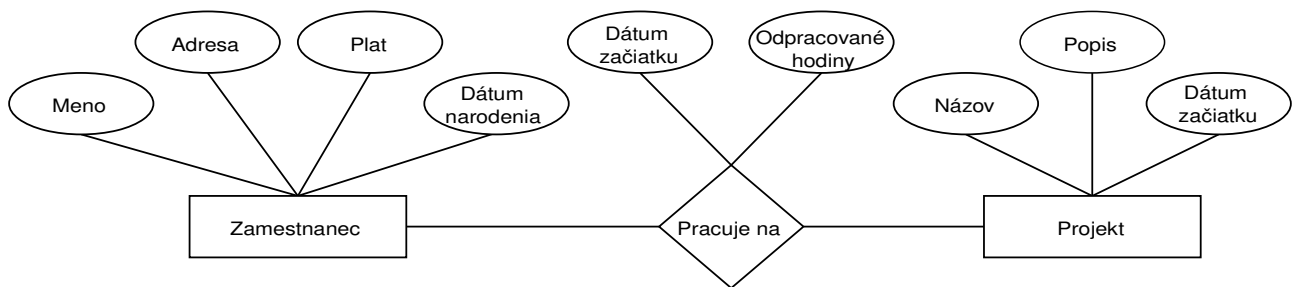 Adresa
Plat
Dátum
začiatku
Odpracované
hodiny
Popis
Meno
Dátum
narodenia
Názov
Dátum
začiatku
Zamestnanec
Pracuje na
Projekt